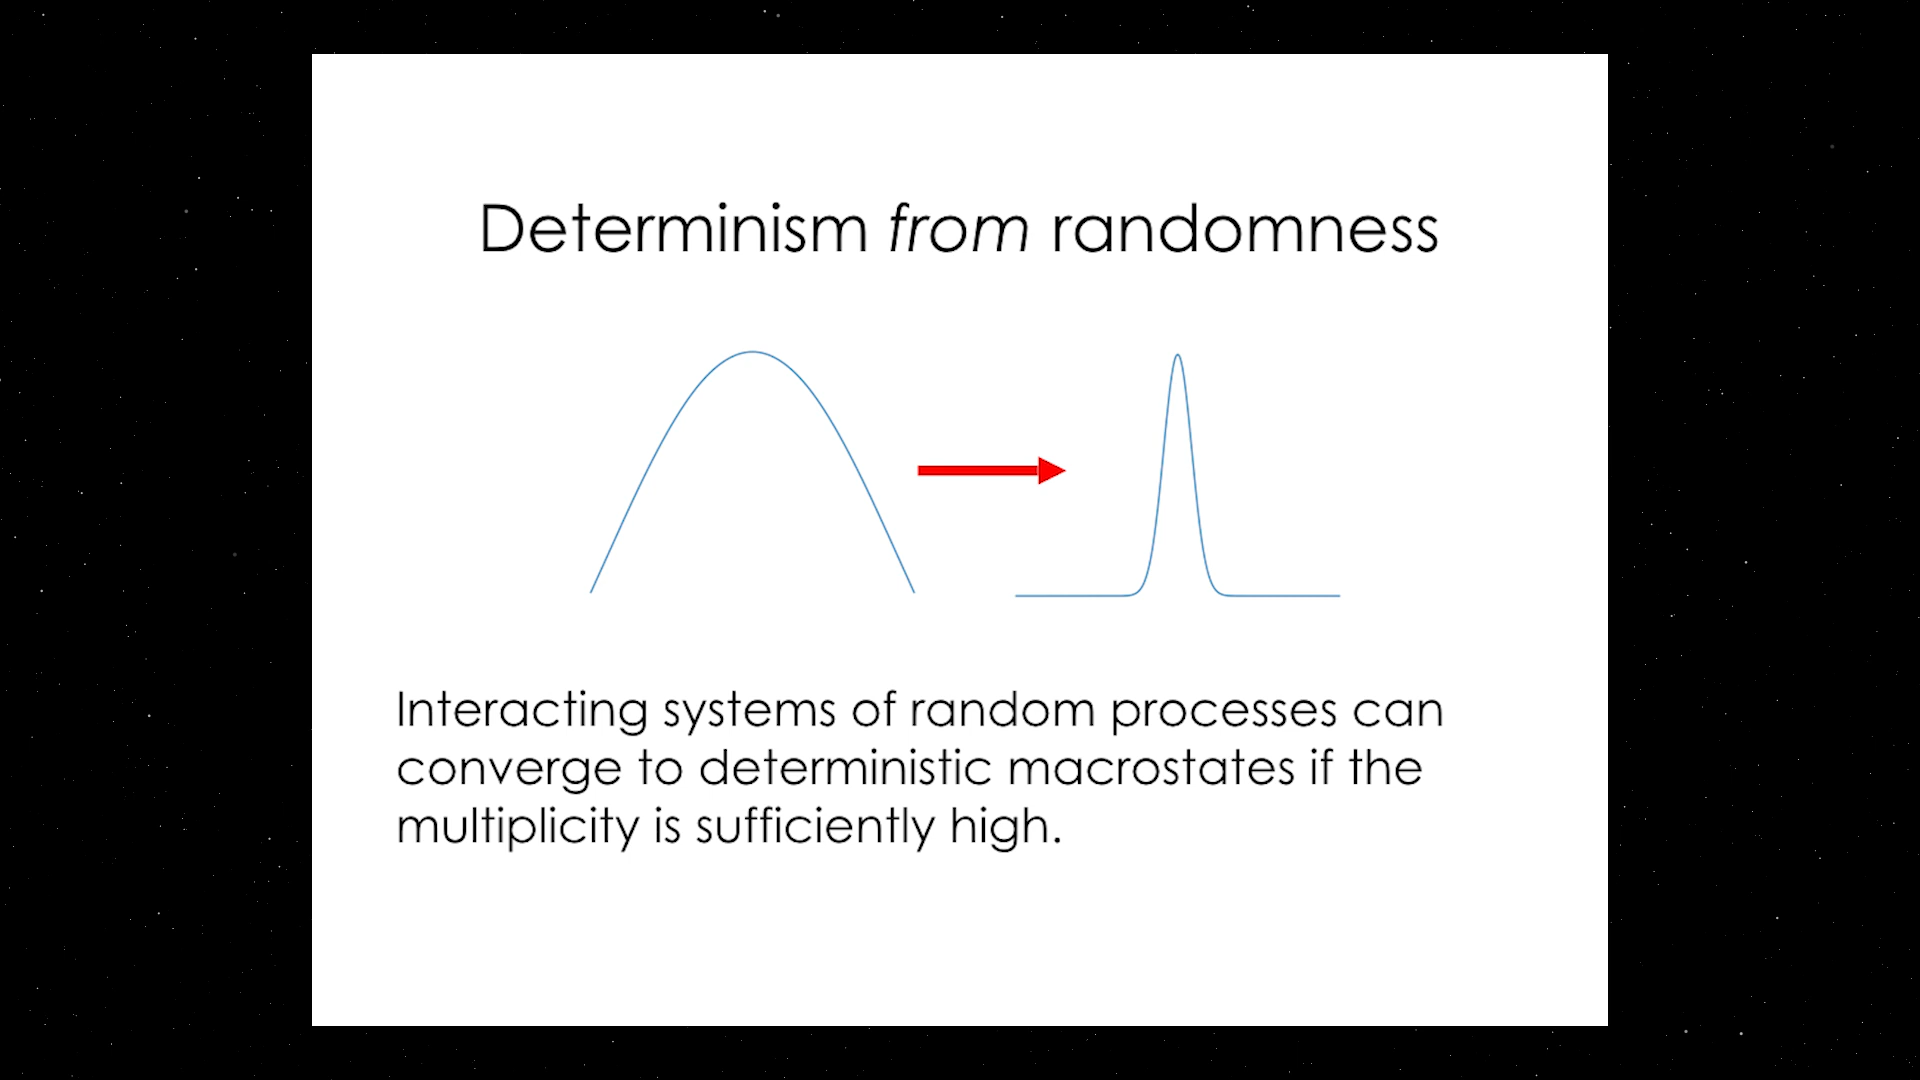 Determinism from randomness
Interacting systems of random processes can
converge to deterministic macrostates if the
multiplicity is sufficiently high.